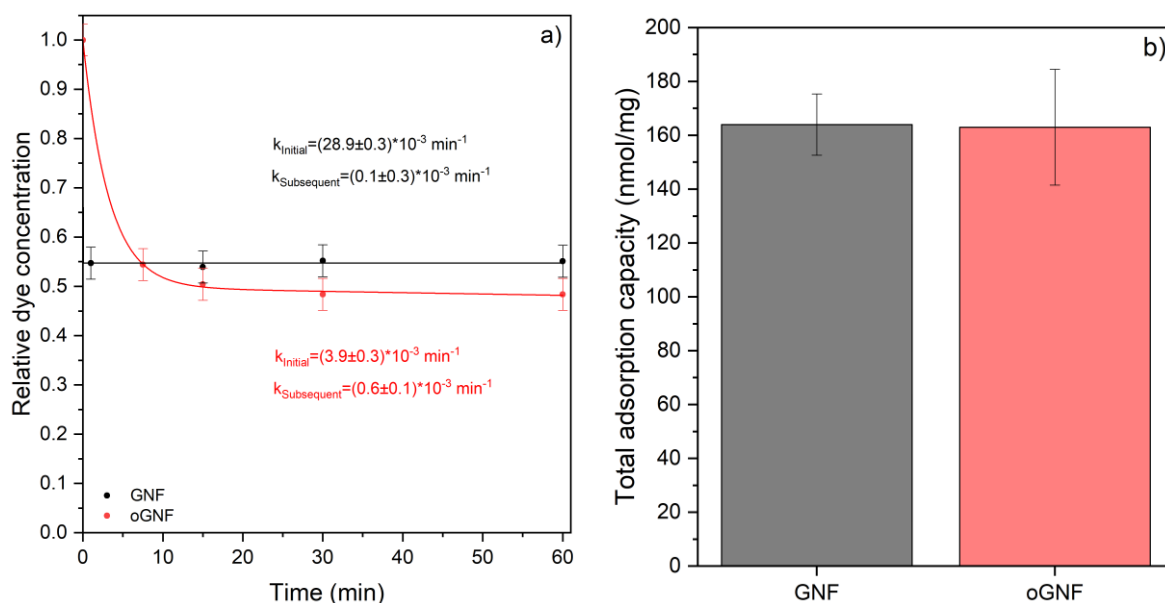 a)
1.0
0.9
0.8
0.7
0.6
0.5
0.4
0.3
0.2
0.1
0.0
Relative dye concentration
k_Initial=(28.9±0.3)*10^-3 min^-1
k_Subsequent=(0.1±0.3)*10^-3 min^-1
k_Initial=(3.9±0.3)*10^-3 min^-1
k_Subsequent=(0.6±0.1)*10^-3 min^-1
GNF
oGNF
0 10 20 30 40 50 60
Time (min)
b)
200
180
160
140
120
100
80
60
40
20
0
Total adsorption capacity (nmol/mg)
GNF oGNF